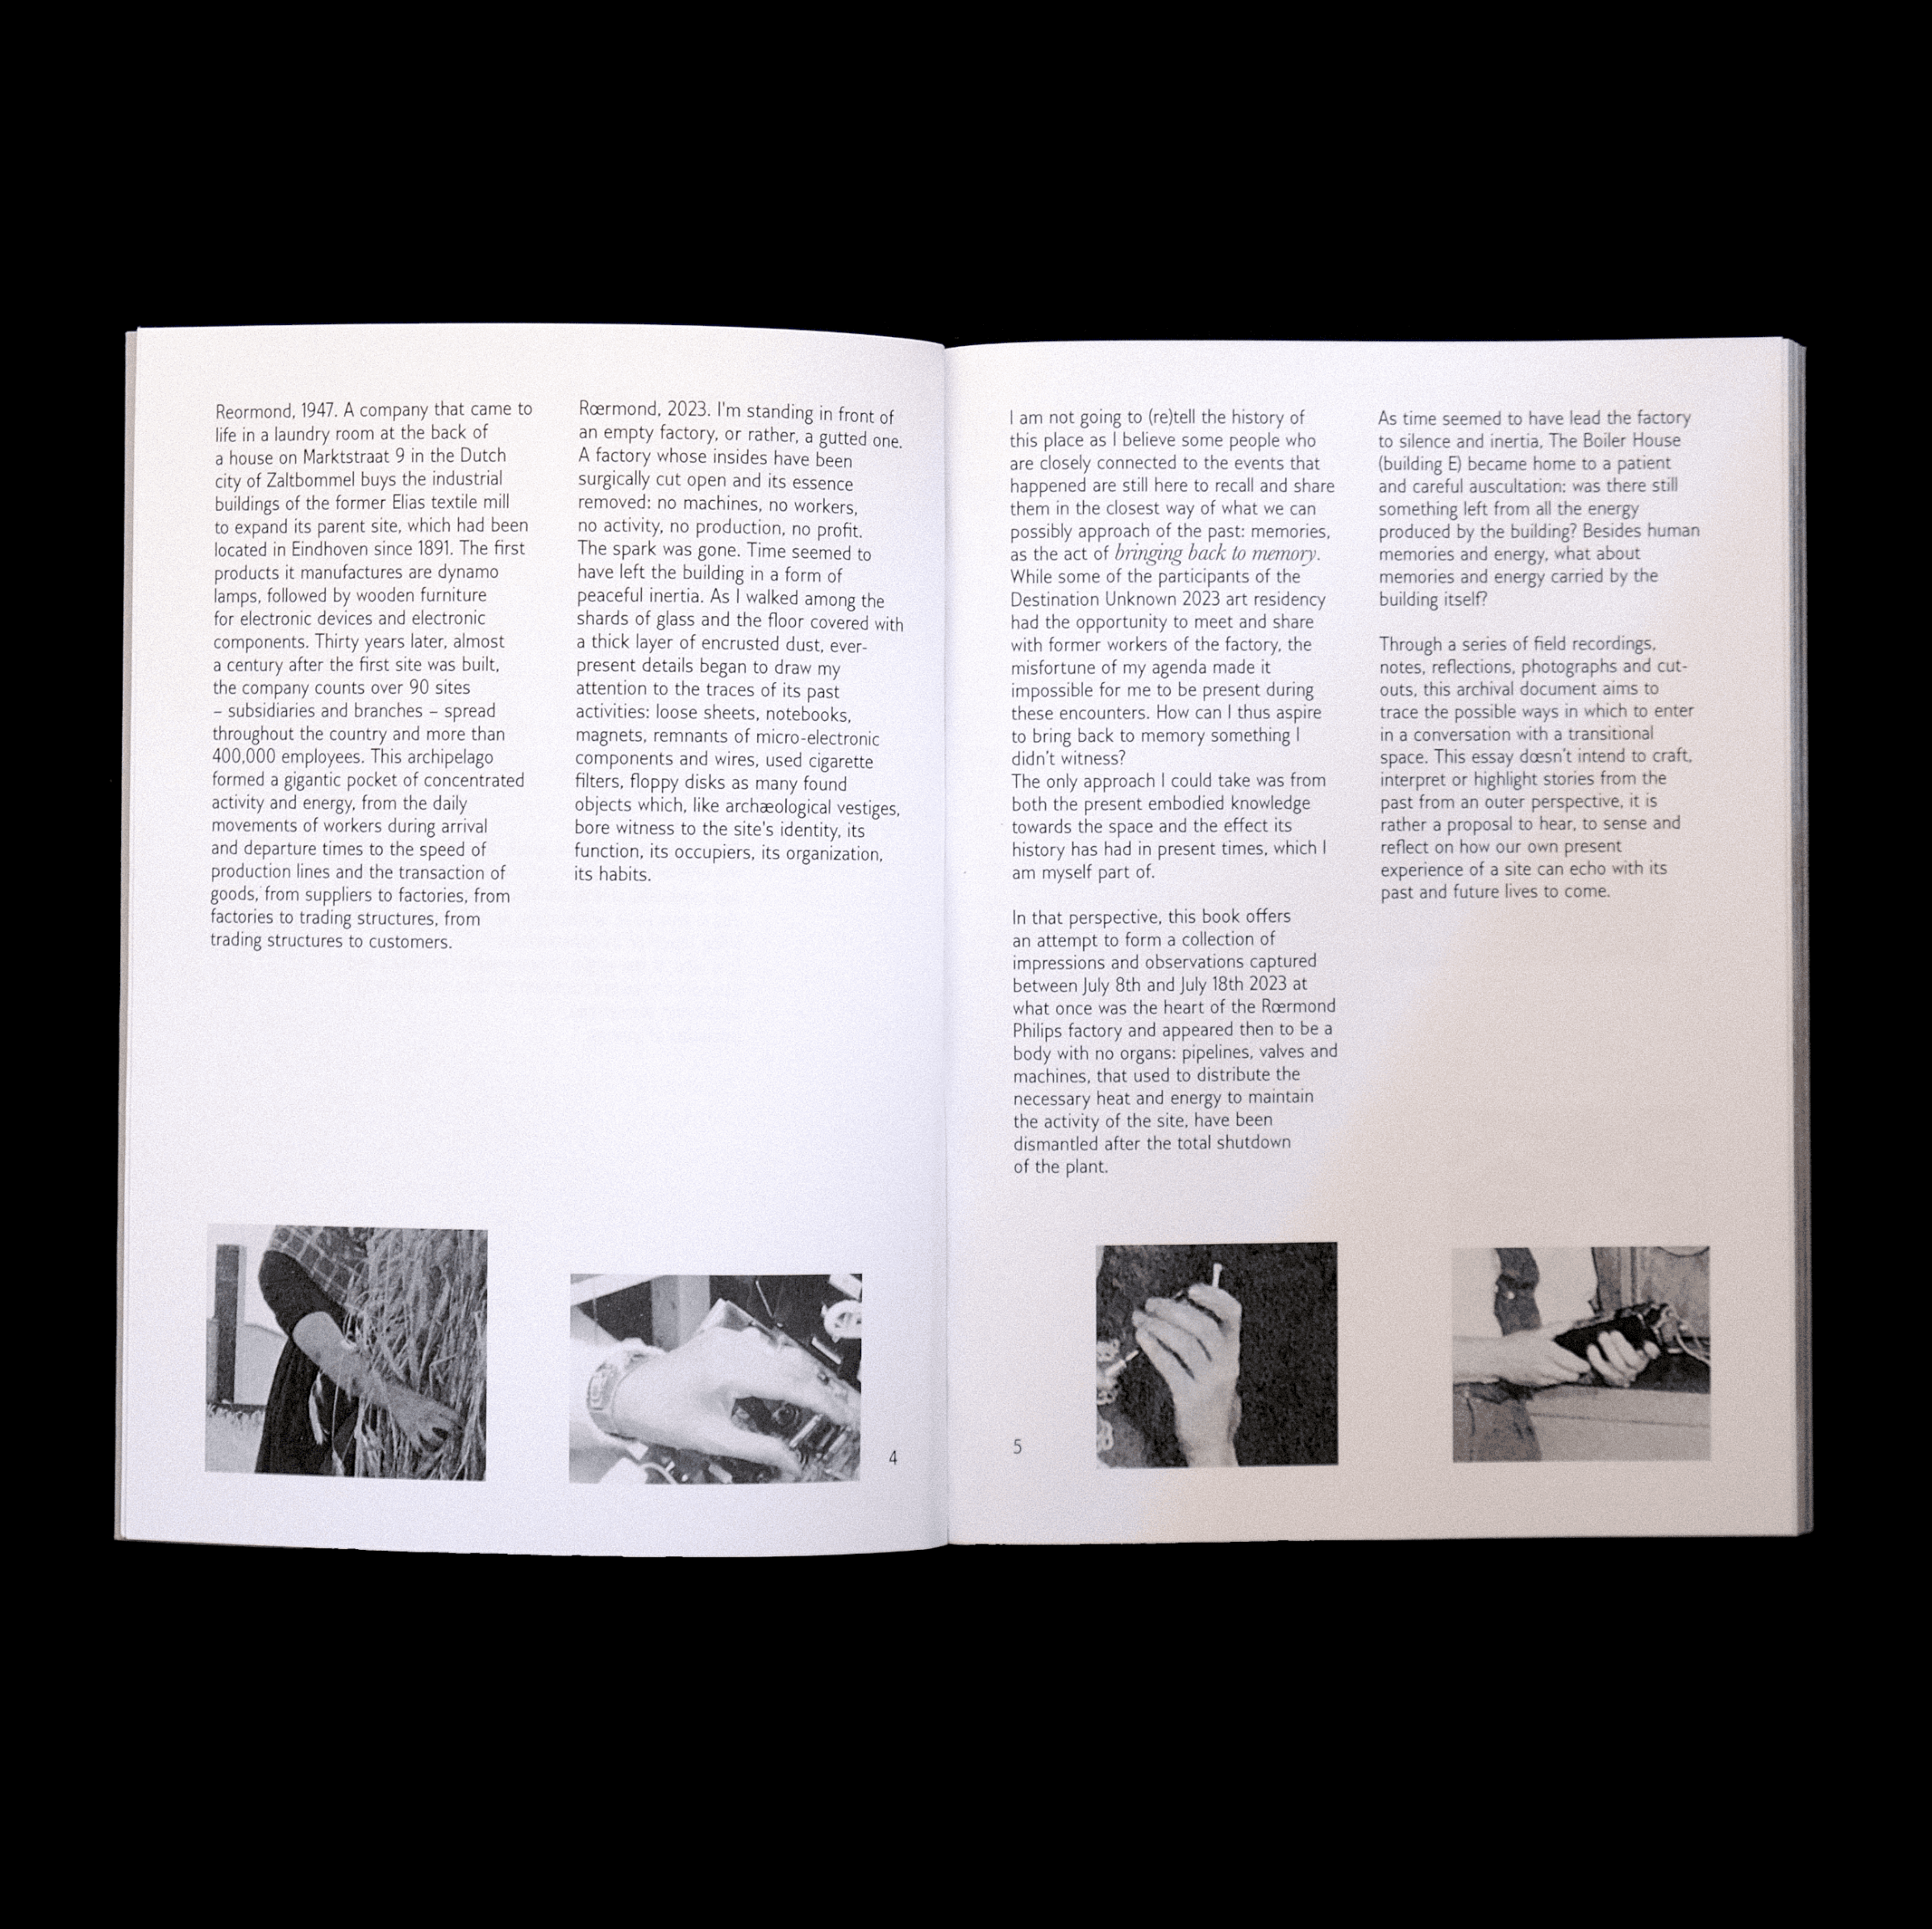 Reormond, 1947. A company that came to
life in a laundry room at the back of
a house on Marktstraat 9 in the Dutch
city of Zaltbommel buys the industrial
buildings of the former Elias textile mill
to expand its parent site, which had been
located in Eindhoven since 1891. The first
products it manufactures are dynamo
lamps, followed by wooden furniture
for electronic devices and electronic
components. Thirty years later, almost
a century after the first site was built,
the company counts over 90 sites
– subsidiaries and branches – spread
throughout the country and more than
400,000 employees. This archipelago
formed a gigantic pocket of concentrated
activity and energy, from the daily
movements of workers during arrival
and departure times to the speed of
production lines and the transaction of
goods, from suppliers to factories, from
factories to trading structures, from
trading structures to customers.
Rœrmond, 2023. I'm standing in front of
an empty factory, or rather, a gutted one.
A factory whose insides have been
surgically cut open and its essence
removed: no machines, no workers,
no activity, no production, no profit.
The spark was gone. Time seemed to
have left the building in a form of
peaceful inertia. As I walked among the
shards of glass and the floor covered with
a thick layer of encrusted dust, ever-
present details began to draw my
attention to the traces of its past
activities: loose sheets, notebooks,
magnets, remnants of micro-electronic
components and wires, used cigarette
filters, floppy disks as many found
objects which, like archæological vestiges,
bore witness to the site's identity, its
function, its occupiers, its organization,
its habits.
4
I am not going to (re)tell the history of
this place as I believe some people who
are closely connected to the events that
happened are still here to recall and share
them in the closest way of what we can
possibly approach of the past: memories,
as the act of bringing back to memory.
While some of the participants of the
Destination Unknown 2023 art residency
had the opportunity to meet and share
with former workers of the factory, the
misfortune of my agenda made it
impossible for me to be present during
these encounters. How can I thus aspire
to bring back to memory something I
didn't witness?
The only approach I could take was from
both the present embodied knowledge
towards the space and the effect its
history has had in present times, which I
am myself part of.
In that perspective, this book offers
an attempt to form a collection of
impressions and observations captured
between July 8th and July 18th 2023 at
what once was the heart of the Rœrmond
Philips factory and appeared then to be a
body with no organs: pipelines, valves and
machines, that used to distribute the
necessary heat and energy to maintain
the activity of the site, have been
dismantled after the total shutdown
of the plant.
As time seemed to have lead the factory
to silence and inertia, The Boiler House
(building E) became home to a patient
and careful auscultation: was there still
something left from all the energy
produced by the building? Besides human
memories and energy, what about
memories and energy carried by the
building itself?
Through a series of field recordings,
notes, reflections, photographs and cut-
outs, this archival document aims to
trace the possible ways in which to enter
in a conversation with a transitional
space. This essay dœsn't intend to craft,
interpret or highlight stories from the
past from an outer perspective, it is
rather a proposal to hear, to sense and
reflect on how our own present
experience of a site can echo with its
past and future lives to come.
5